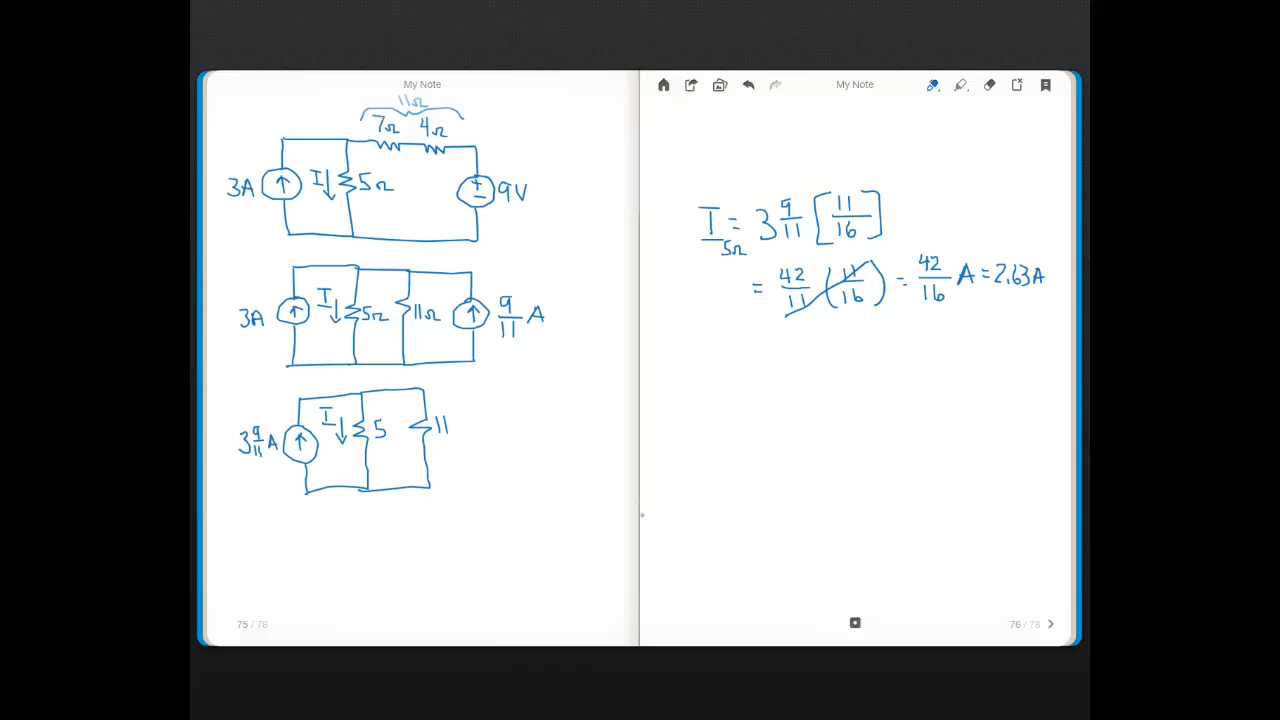 My Note
11Ω
7Ω 4Ω
3A I 5Ω + − 9V
3A I 5Ω 11Ω 9/11 A
3 9/11 A I 5 11
75 / 78
My Note
I5Ω = 3 9/11 [11/16]
= 42/11 (11/16) = 42/16 A = 2.63A
76 / 78